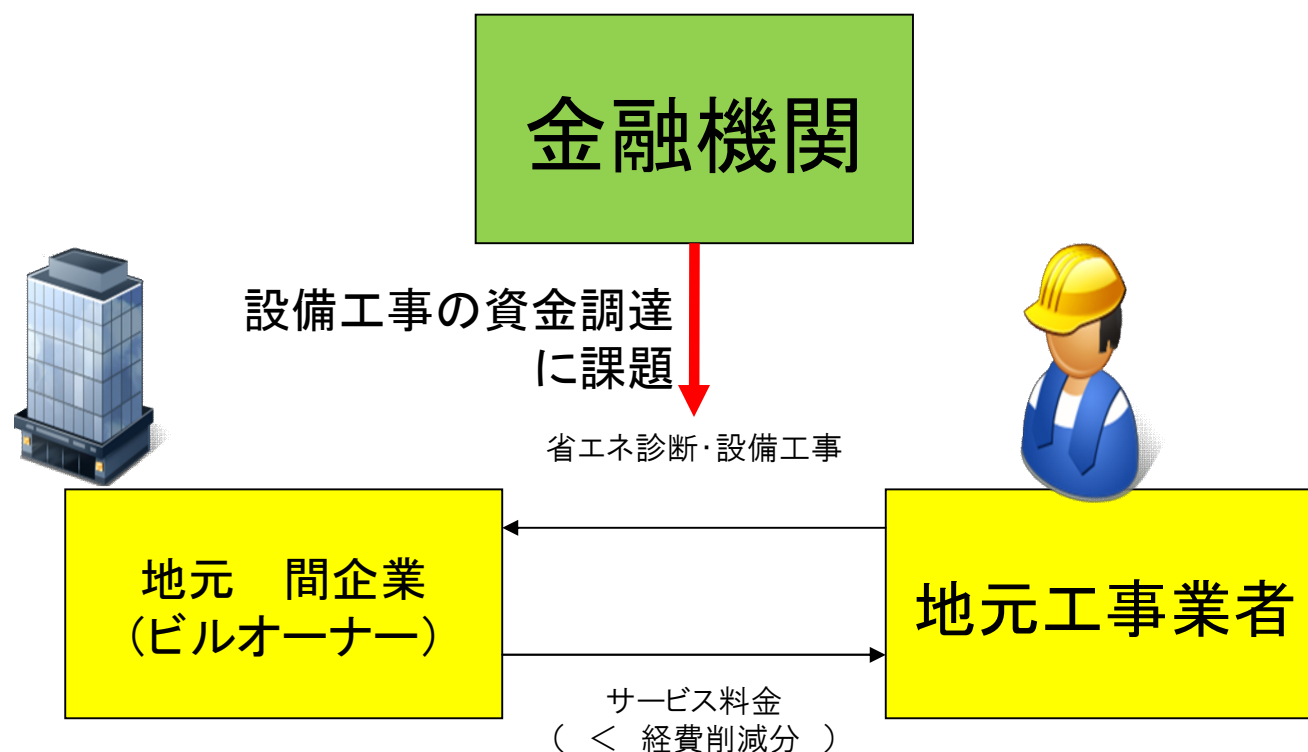 金融機関
設備工事の資金調達
に課題
省エネ診断・設備工事
地元　間企業
(ビルオーナー)
地元工事業者
サービス料金
(　＜　経費削減分　)